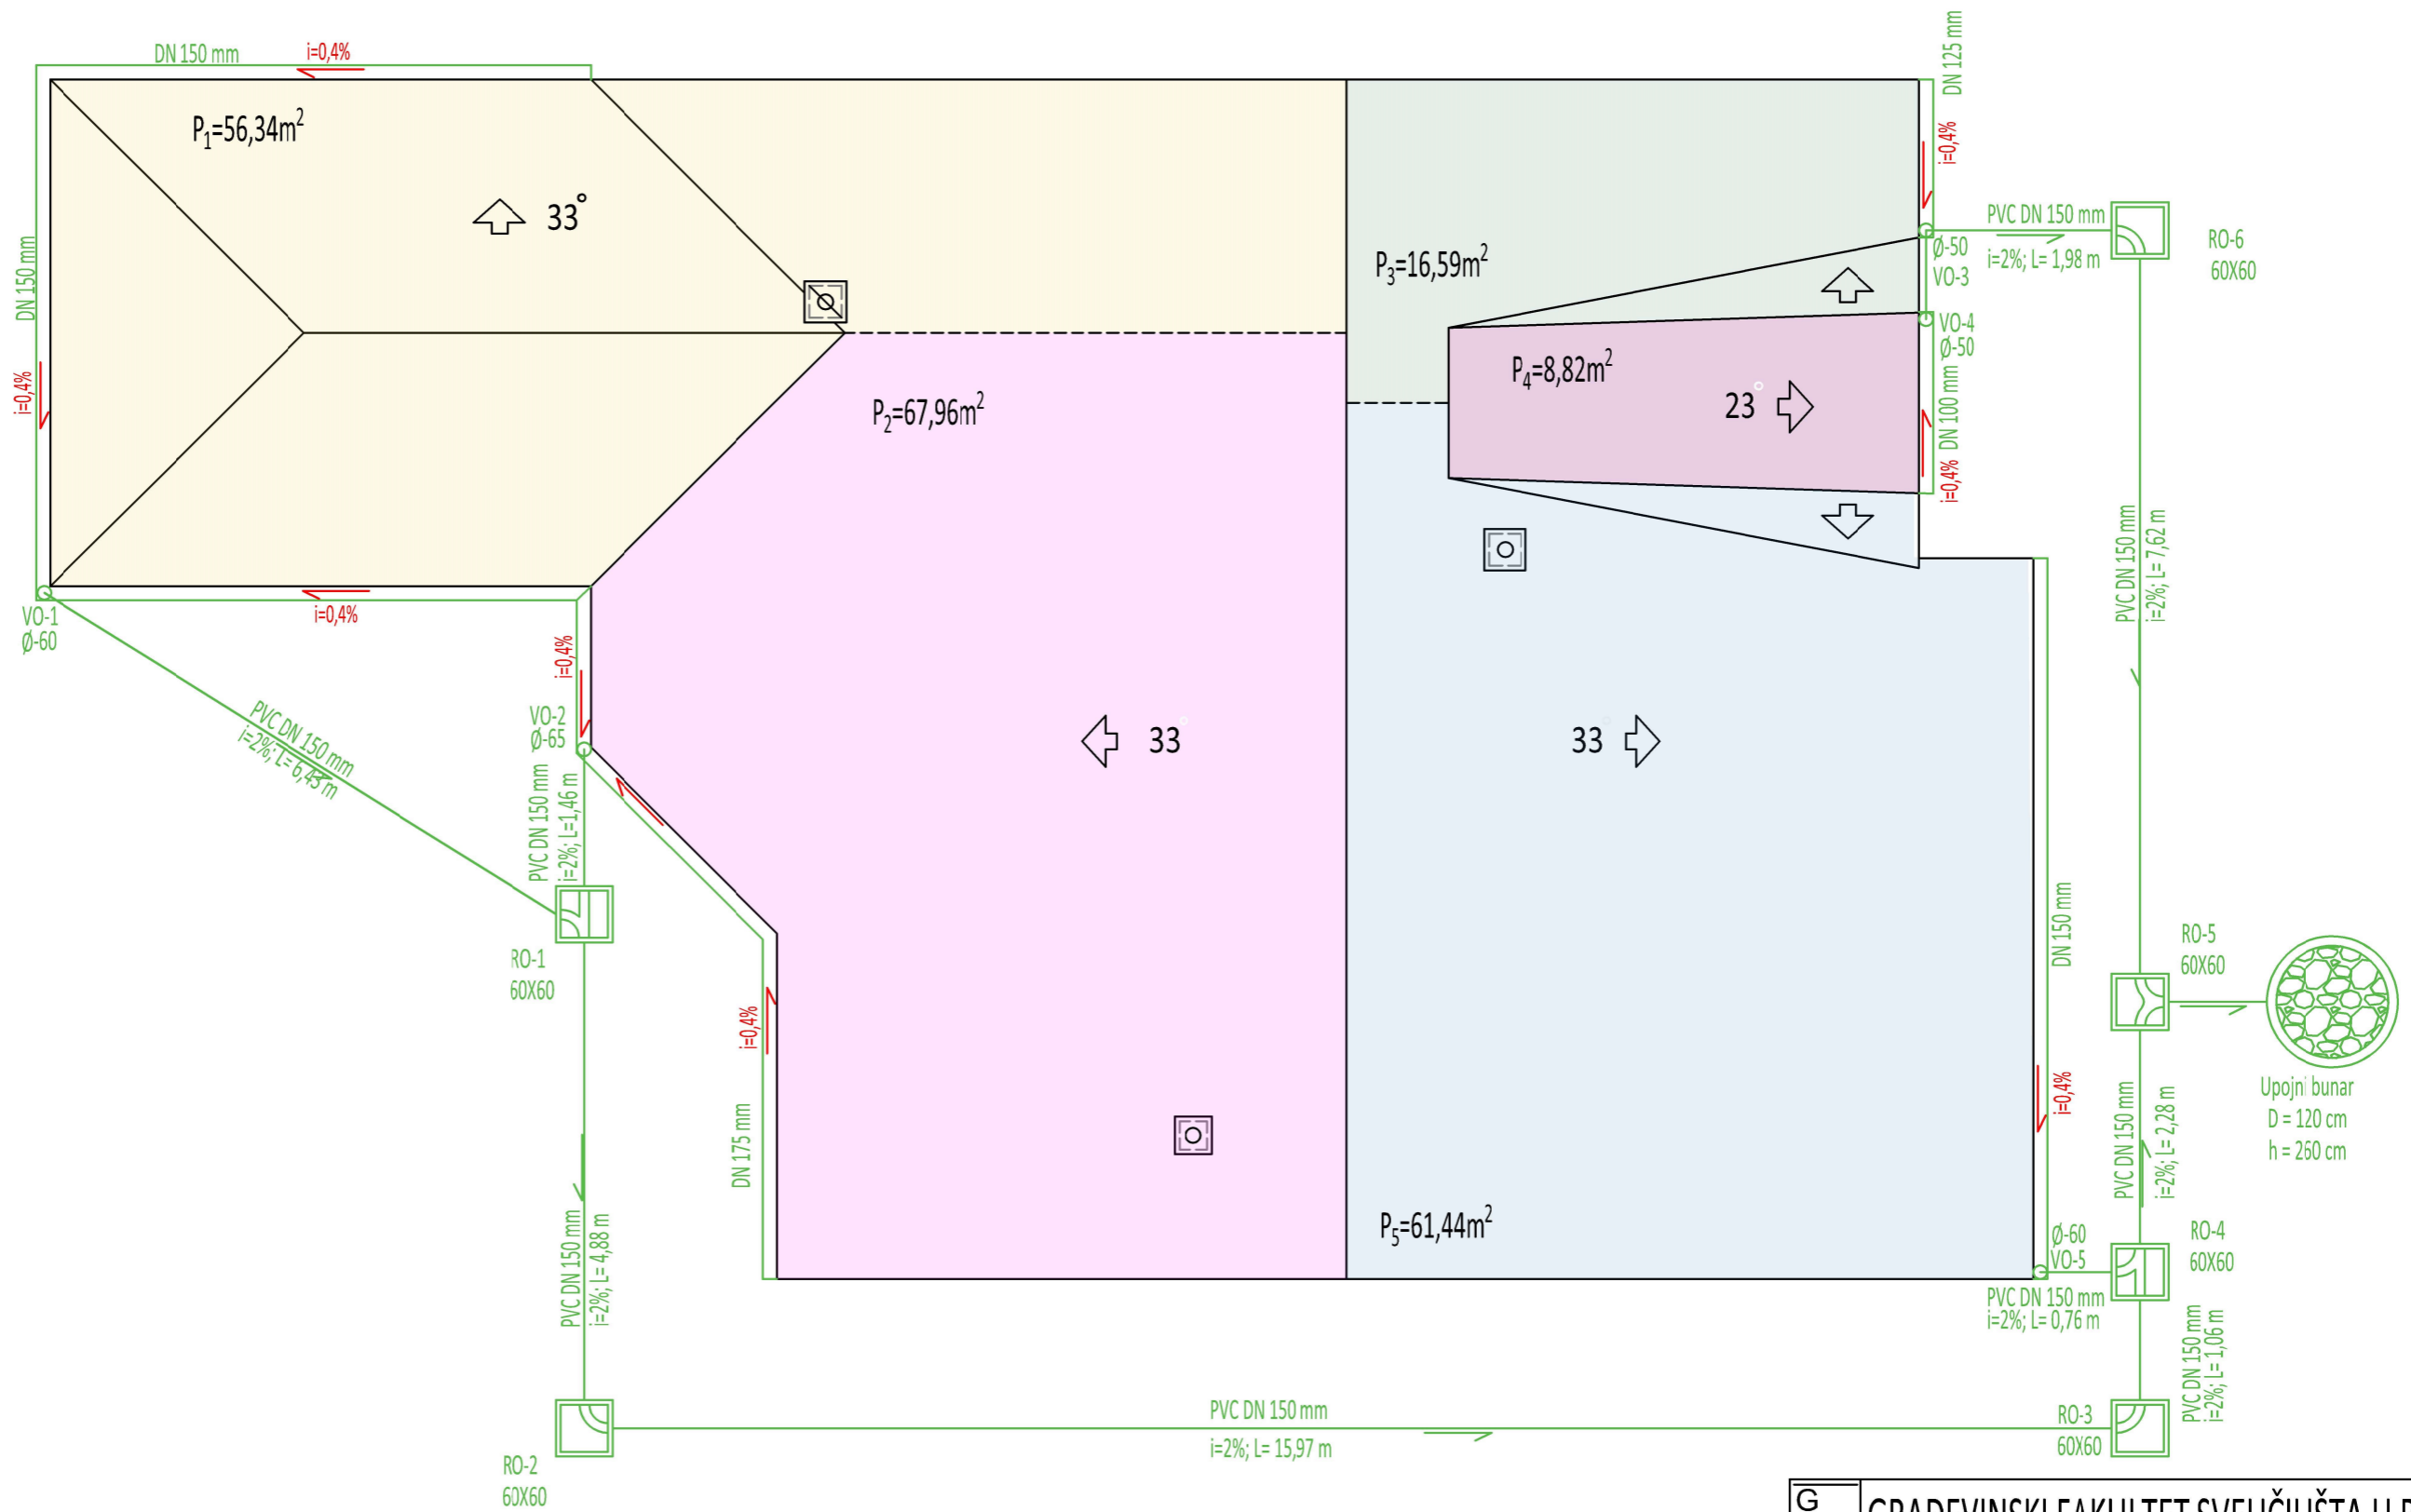 DN 150 mm
i=0,4%
P1=56,34m2
33°
DN 150 mm
i=0,4%
VO-1
Ø-60
i=0,4%
PVC DN 150 mm
i=2%; L= 6,43 m
i=0,4%
VO-2
Ø-65
PVC DN 150 mm
i=2%; L=1,46 m
RO-1
60X60
PVC DN 150 mm
i=2%; L= 4,88 m
RO-2
60X60
P2=67,96m2
33°
i=0,4%
DN 175 mm
P3=16,59m2
P4=8,82m2
23°
33°
P5=61,44m2
DN 125 mm
i=0,4%
PVC DN 150 mm
i=2%; L= 1,98 m
Ø-50
VO-3
VO-4
Ø-50
DN 100 mm
i=0,4%
RO-6
60X60
PVC DN 150 mm
i=2%; L= 7,62 m
DN 150 mm
i=0,4%
RO-5
60X60
Upojni bunar
D = 120 cm
h = 260 cm
PVC DN 150 mm
i=2%; L= 2,28 m
Ø-60
VO-5
RO-4
60X60
PVC DN 150 mm
i=2%; L= 0,76 m
PVC DN 150 mm
i=2%; L= 1,06 m
RO-3
60X60
PVC DN 150 mm
i=2%; L= 15,97 m
G
GRAĐEVINSKI FAKULTET SVEUČILIŠTA U